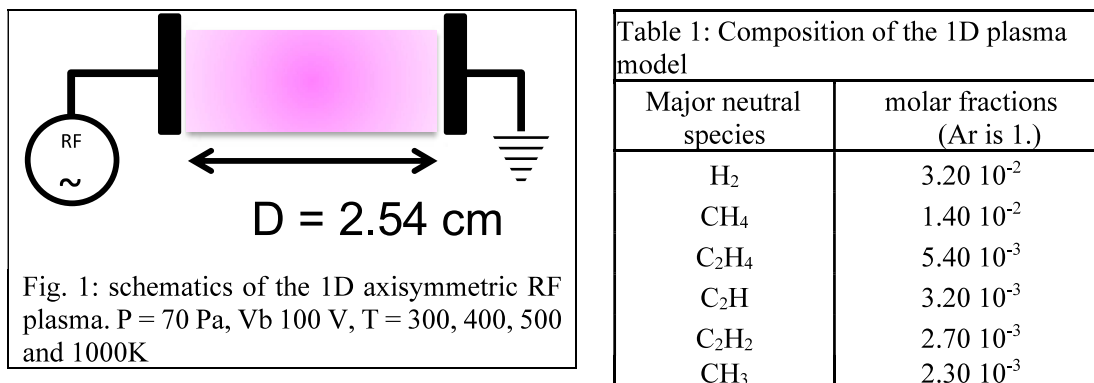 RF
~
D = 2.54 cm
Fig. 1: schematics of the 1D axisymmetric RF
plasma. P = 70 Pa, Vb 100 V, T = 300, 400, 500
and 1000K
Table 1: Composition of the 1D plasma
model
Major neutral species	molar fractions (Ar is 1.)
H₂	3.20 10⁻²
CH₄	1.40 10⁻²
C₂H₄	5.40 10⁻³
C₂H	3.20 10⁻³
C₂H₂	2.70 10⁻³
CH₃	2.30 10⁻³